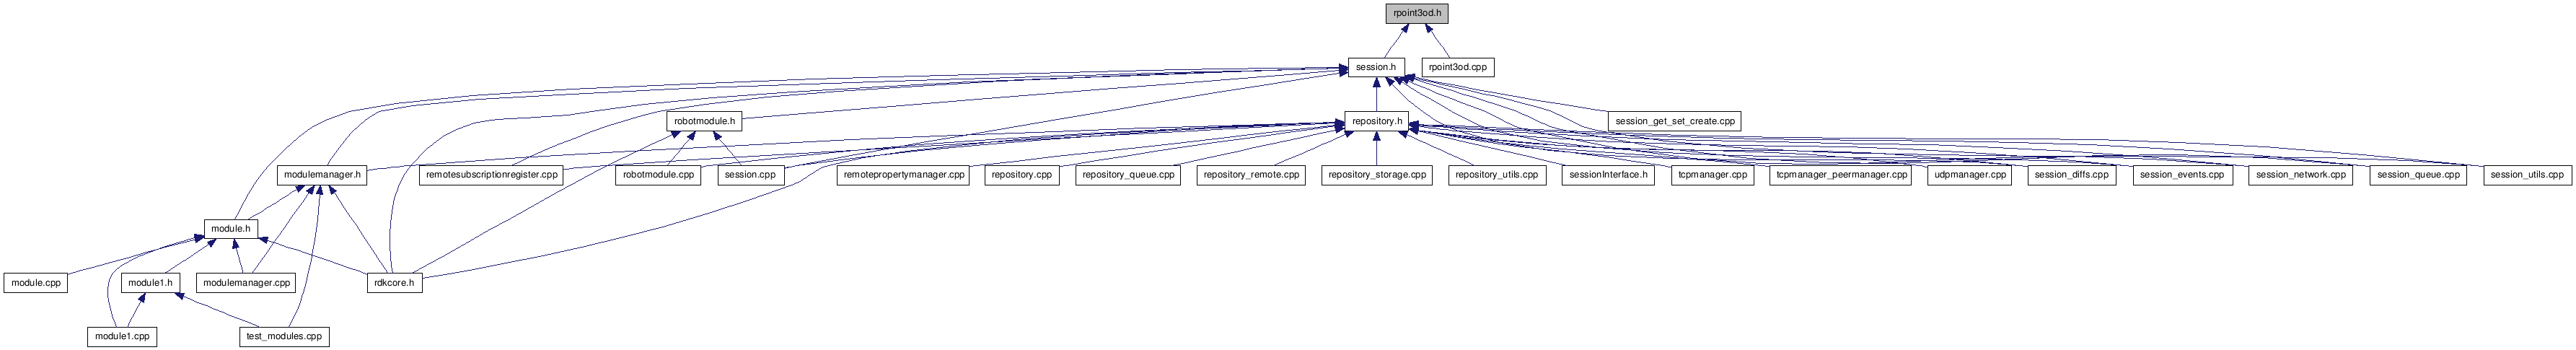 rpoint3od.h
session.h
rpoint3od.cpp
robotmodule.h
repository.h
session_get_set_create.cpp
modulemanager.h
remotesubscriptionregister.cpp
robotmodule.cpp
session.cpp
remotepropertymanager.cpp
repository.cpp
repository_queue.cpp
repository_remote.cpp
repository_storage.cpp
repository_utils.cpp
sessionInterface.h
tcpmanager.cpp
tcpmanager_peermanager.cpp
udpmanager.cpp
session_diffs.cpp
session_events.cpp
session_network.cpp
session_queue.cpp
session_utils.cpp
module.h
module.cpp
module1.h
modulemanager.cpp
rdkcore.h
module1.cpp
test_modules.cpp